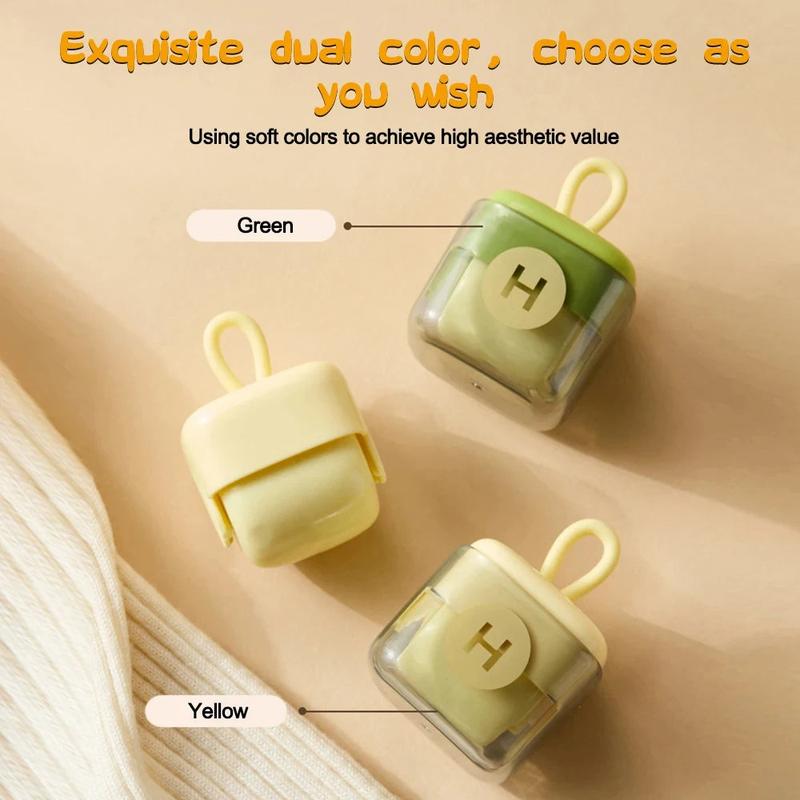 Exquisite dual color, choose as
you wish
Using soft colors to achieve high aesthetic value
Green
H
H
Yellow